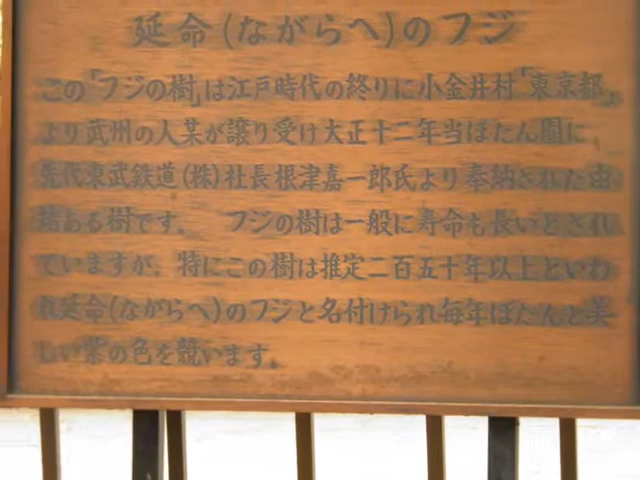 延命(ながらへ)のフジ
この「フジの樹」は江戸時代の終りに小金井村「東京都」
より武州の人某が譲り受け大正十二年当ぼたん園に、
先代東武鉄道(株)社長根津嘉一郎氏より奉納された由
緒ある樹です。 フジの樹は一般に寿命も長いとされ
ていますが、特にこの樹は推定二百五十年以上といわ
れ延命(ながらへ)のフジと名付けられ毎年ぼたんと美
しい紫の色を競います。